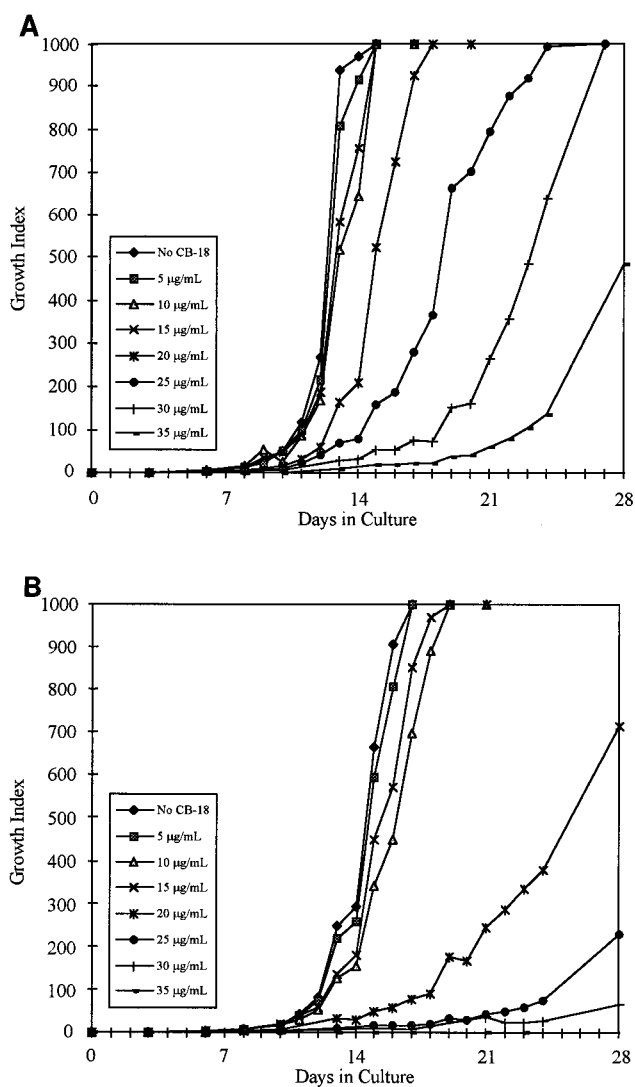 A
1000
900
800
700
600
500
400
300
200
100
0
Growth Index
No CB-18
5 μg/mL
10 μg/mL
15 μg/mL
20 μg/mL
25 μg/mL
30 μg/mL
35 μg/mL
0 7 14 21 28
Days in Culture
B
1000
900
800
700
600
500
400
300
200
100
0
Growth Index
No CB-18
5 μg/mL
10 μg/mL
15 μg/mL
20 μg/mL
25 μg/mL
30 μg/mL
35 μg/mL
0 7 14 21 28
Days in Culture